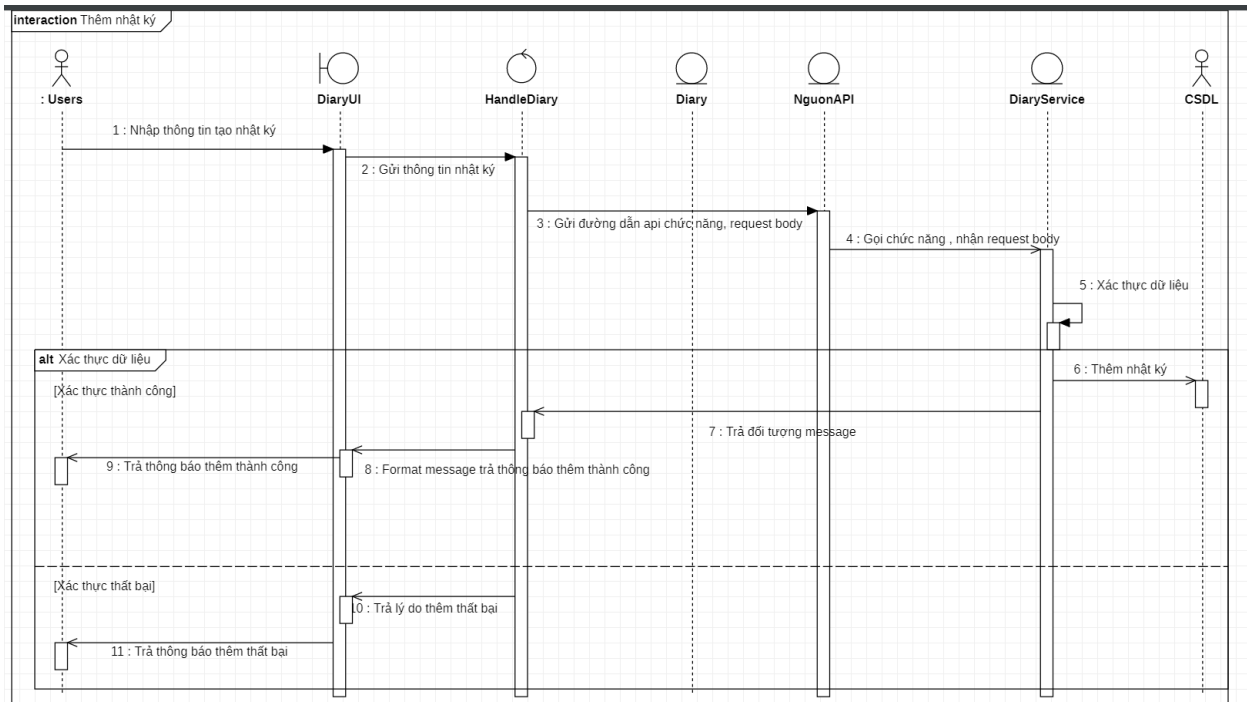 interaction Thêm nhật ký
: Users
DiaryUI
HandleDiary
Diary
NguonAPI
DiaryService
CSDL
1 : Nhập thông tin tạo nhật ký
2 : Gửi thông tin nhật ký
3 : Gửi đường dẫn api chức năng, request body
4 : Gọi chức năng , nhận request body
5 : Xác thực dữ liệu
alt Xác thực dữ liệu
6 : Thêm nhật ký
[Xác thực thành công]
7 : Trả đối tượng message
9 : Trả thông báo thêm thành công
8 : Format message trả thông báo thêm thành công
[Xác thực thất bại]
10 : Trả lý do thêm thất bại
11 : Trả thông báo thêm thất bại